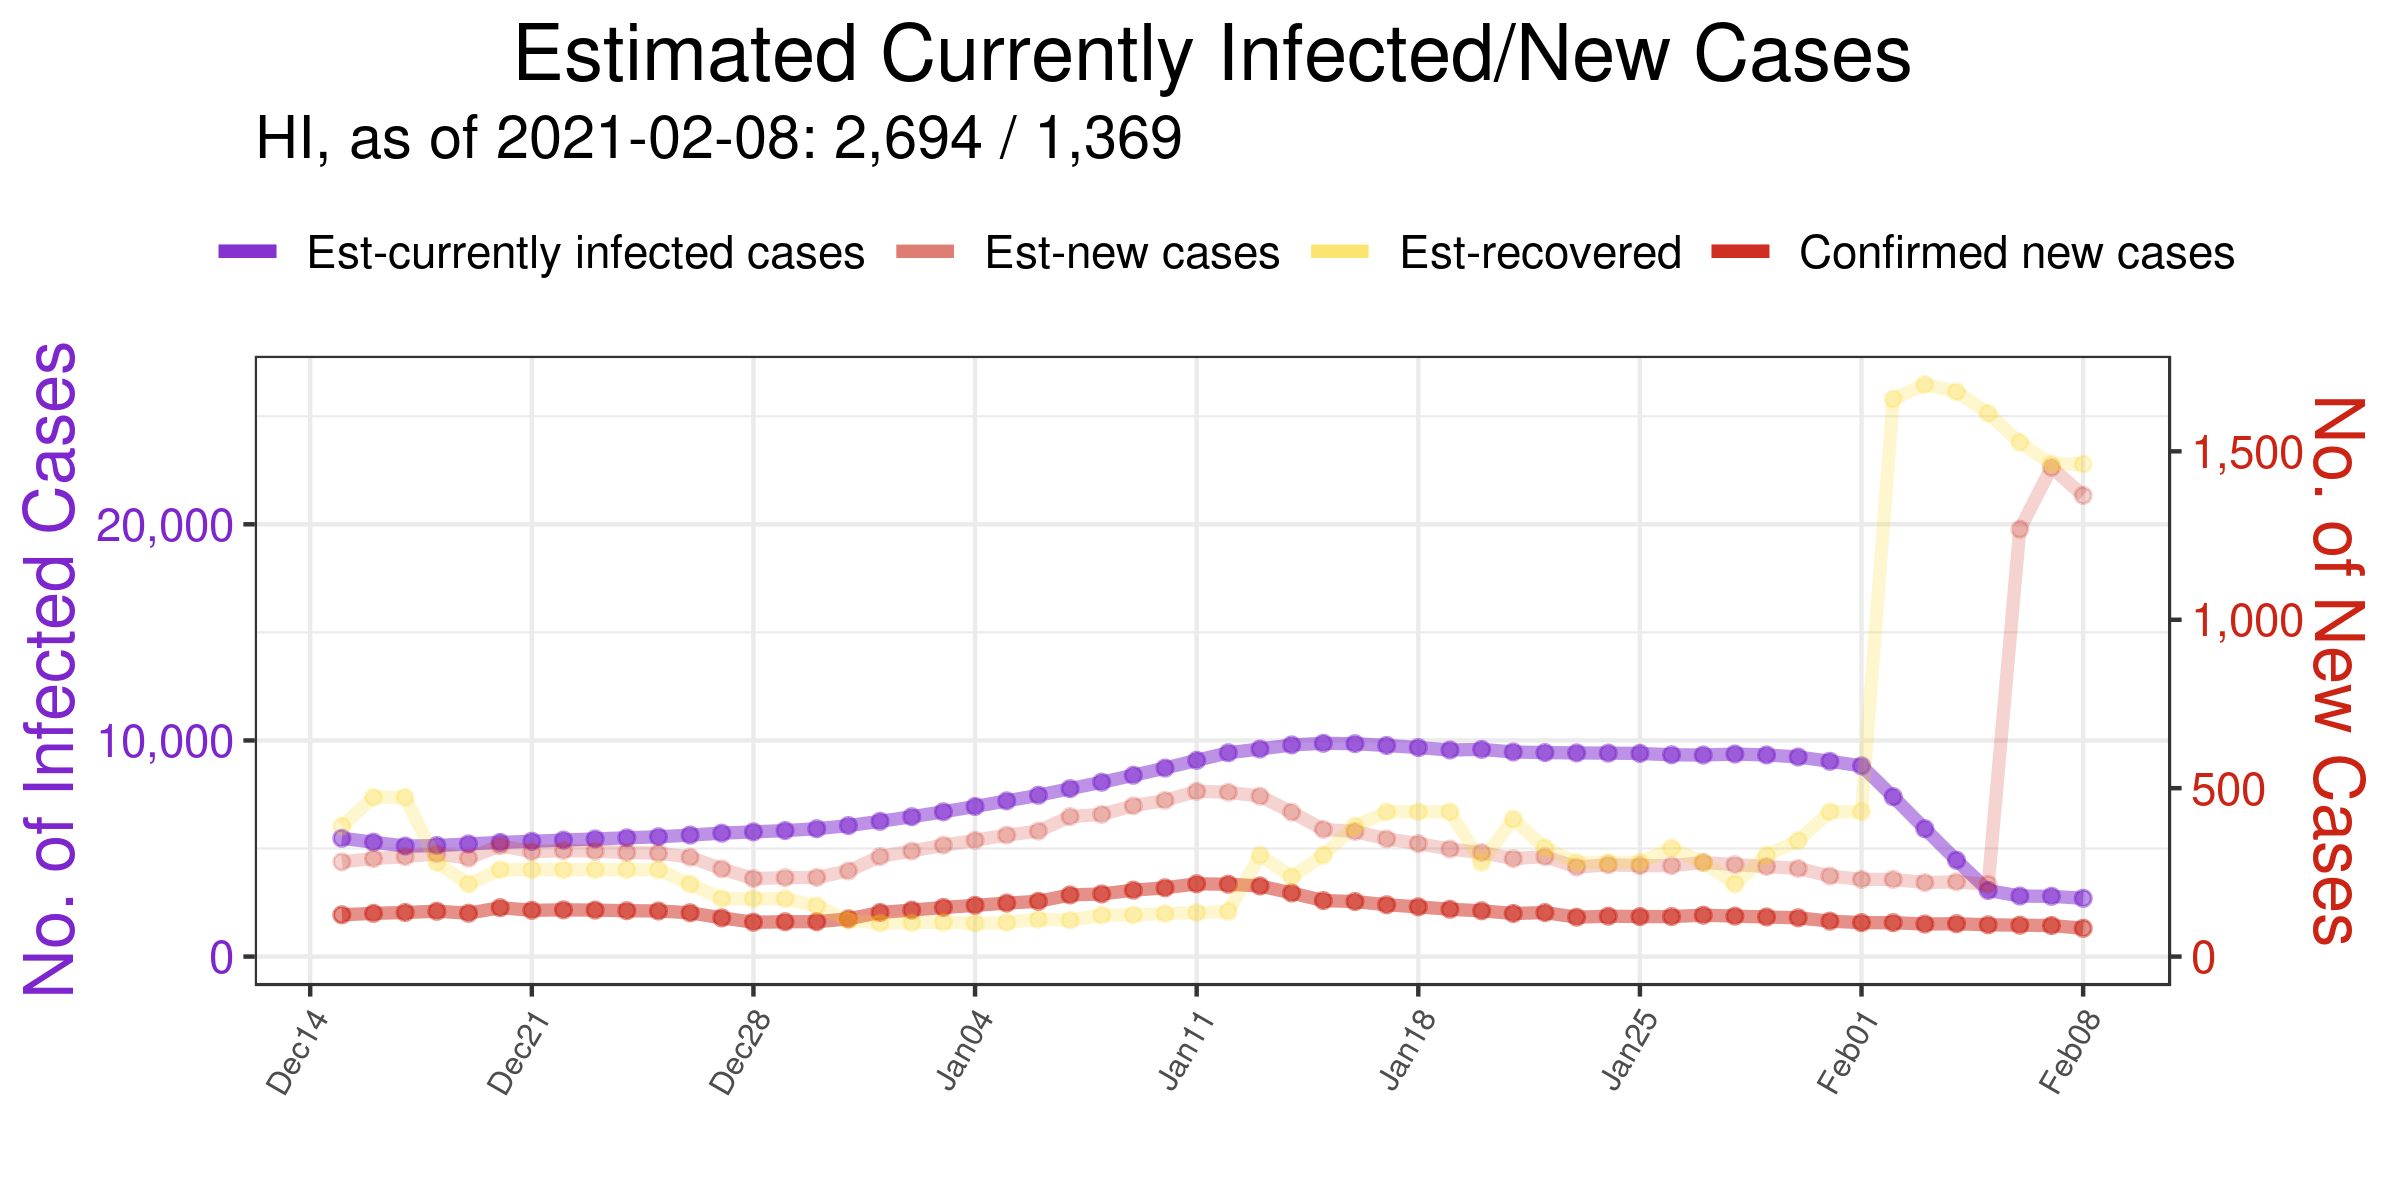 Estimated Currently Infected/New Cases
HI, as of 2021-02-08: 2,694 / 1,369
Est-currently infected cases Est-new cases Est-recovered Confirmed new cases
No. of Infected Cases
20,000
10,000
0
1,500
1,000
500
0
No. of New Cases
Dec14 Dec21 Dec28 Jan04 Jan11 Jan18 Jan25 Feb01 Feb08